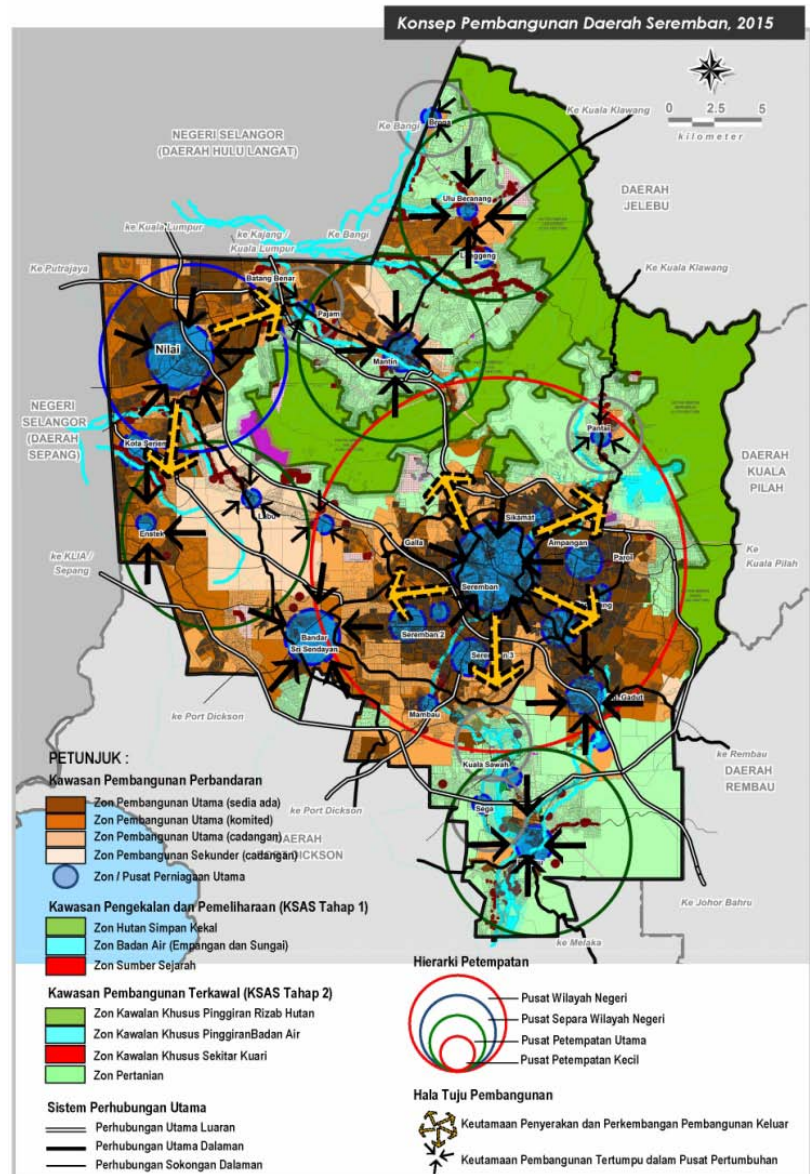 Konsep Pembangunan Daerah Seremban, 2015
0 2.5 5
kilometer
Ke Kuala Klawang
Ke Bangi
Broga
NEGERI SELANGOR
(DAERAH HULU LANGAT)
DAERAH
JELEBU
Ulu Beranang
Lenggeng
ke Kuala Lumpur
ke Kajang /
Kuala Lumpur
Ke Bangi
Ke Putrajaya
Batang Benar
Pajam
Ke Kuala Klawang
Nilai
Mantin
NEGERI
SELANGOR
(DAERAH
SEPANG)
Kota Seriemas
Pantai
DAERAH
KUALA
PILAH
Labu
Enstek
Sikamat
Galla
Ampangan
Paroi
Ke
Kuala Pilah
ke KLIA /
Sepang
Seremban
Bandar
Sri Sendayan
Seremban 2
Seremban 3
Gadut
Mambau
ke Port Dickson
ke Rembau
Kuala Sawah
DAERAH
REMBAU
Sega
ke Port Dickson
DAERAH
PORT DICKSON
Ke Johor Bahru
ke Melaka
PETUNJUK :
Kawasan Pembangunan Perbandaran
Zon Pembangunan Utama (sedia ada)
Zon Pembangunan Utama (komited)
Zon Pembangunan Utama (cadangan)
Zon Pembangunan Sekunder (cadangan)
Zon / Pusat Perniagaan Utama
Kawasan Pengekalan dan Pemeliharaan (KSAS Tahap 1)
Zon Hutan Simpan Kekal
Zon Badan Air (Empangan dan Sungai)
Zon Sumber Sejarah
Kawasan Pembangunan Terkawal (KSAS Tahap 2)
Zon Kawalan Khusus Pinggiran Rizab Hutan
Zon Kawalan Khusus PinggiranBadan Air
Zon Kawalan Khusus Sekitar Kuari
Zon Pertanian
Sistem Perhubungan Utama
Perhubungan Utama Luaran
Perhubungan Utama Dalaman
Perhubungan Sokongan Dalaman
Hierarki Petempatan
Pusat Wilayah Negeri
Pusat Separa Wilayah Negeri
Pusat Petempatan Utama
Pusat Petempatan Kecil
Hala Tuju Pembangunan
Keutamaan Penyerakan dan Perkembangan Pembangunan Keluar
Keutamaan Pembangunan Tertumpu dalam Pusat Pertumbuhan